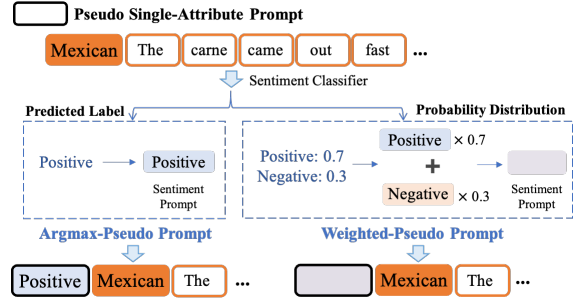 Pseudo Single-Attribute Prompt
Mexican The carne came out fast ...
Sentiment Classifier
Predicted Label
Probability Distribution
Positive
Positive
Sentiment
Prompt
Positive: 0.7
Negative: 0.3
Positive × 0.7
+
Negative × 0.3
Sentiment
Prompt
Argmax-Pseudo Prompt
Weighted-Pseudo Prompt
Positive Mexican The ...
Mexican The ...